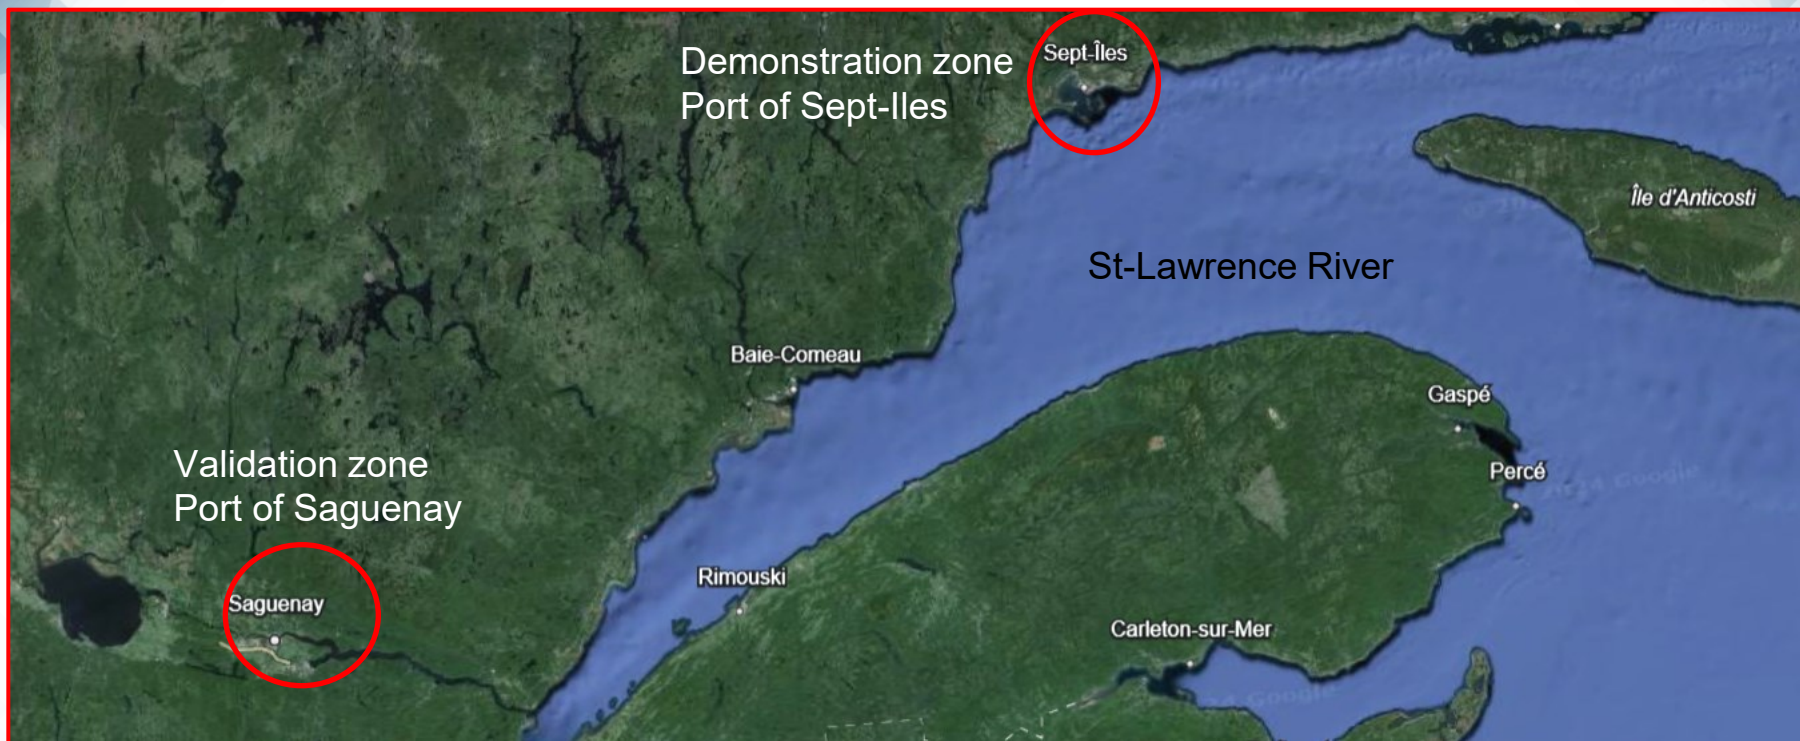 Demonstration zone
Port of Sept-Iles
Sept-Îles
Île d'Anticosti
St-Lawrence River
Baie-Comeau
Gaspé
Percé
Validation zone
Port of Saguenay
Saguenay
Rimouski
Carleton-sur-Mer